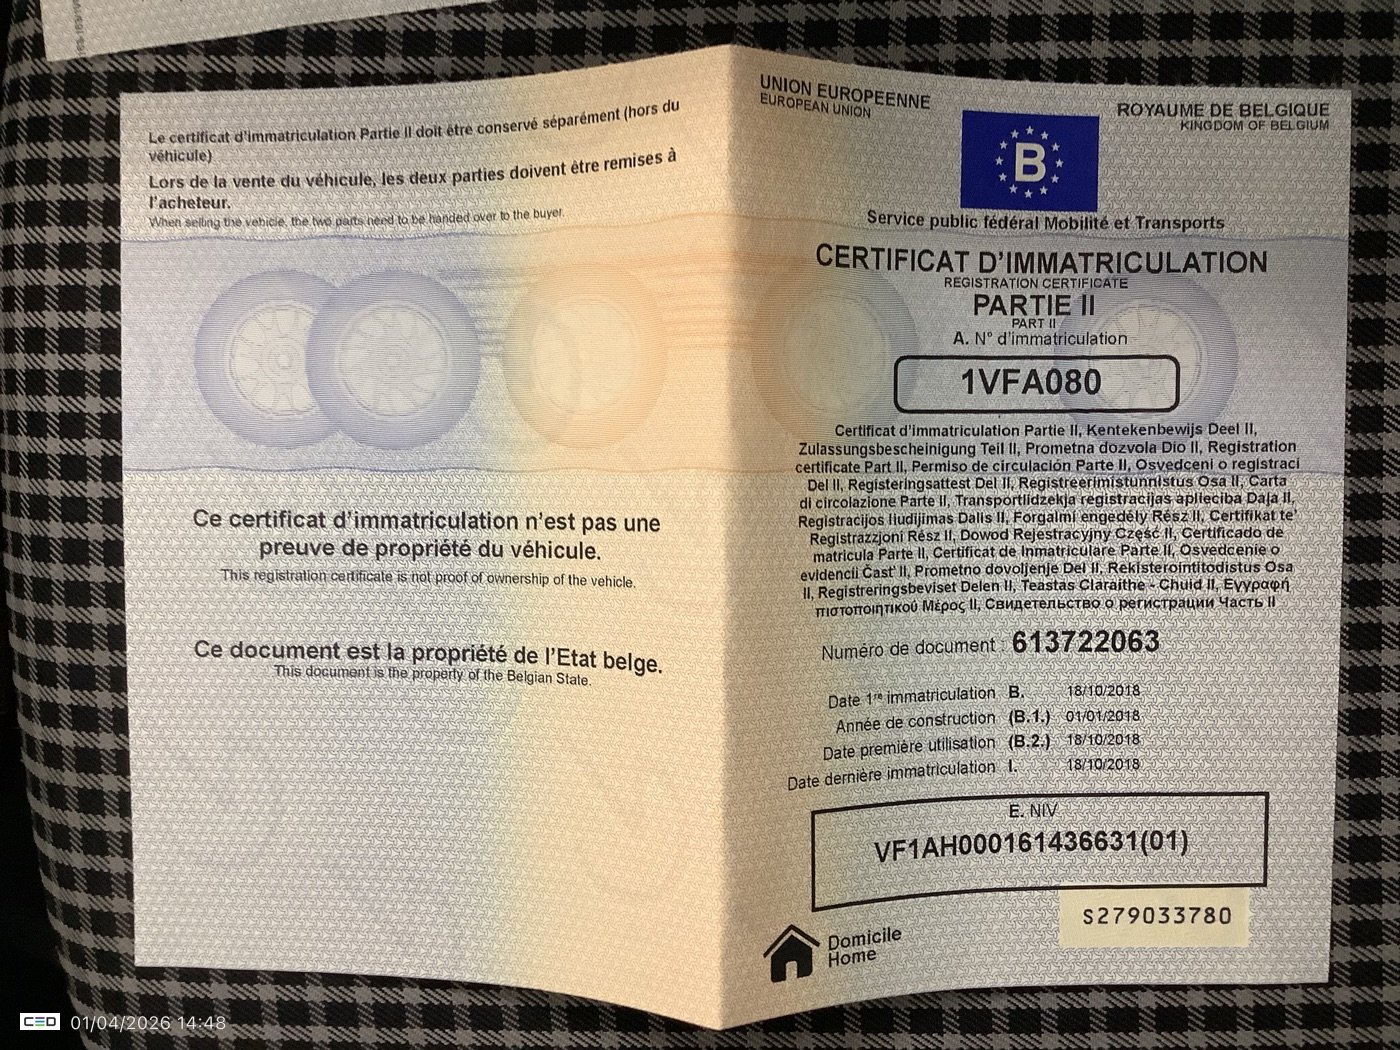 Le certificat d'immatriculation Partie II doit être conservé séparément (hors du
véhicule)
Lors de la vente du véhicule, les deux parties doivent être remises à
l'acheteur.
When selling the vehicle, the two parts need to be handed over to the buyer.
Ce certificat d'immatriculation n'est pas une
preuve de propriété du véhicule.
This registration certificate is not proof of ownership of the vehicle.
Ce document est la propriété de l'Etat belge.
This document is the property of the Belgian State.
UNION EUROPEENNE
EUROPEAN UNION
ROYAUME DE BELGIQUE
KINGDOM OF BELGIUM
B
Service public fédéral Mobilité et Transports
CERTIFICAT D'IMMATRICULATION
REGISTRATION CERTIFICATE
PARTIE II
PART II
A. N° d'immatriculation
1VFA080
Certificat d'immatriculation Partie II, Kentekenbewijs Deel II,
Zulassungsbescheinigung Teil II, Prometna dozvola Dio II, Registration
certificate Part II, Permiso de circulación Parte II, Osvedceni o registraci
Del II, Registeringsattest Del II, Registreerimistunnistus Osa II, Carta
di circolazione Parte II, Transportlidzekja registracijas aplieciba Daja II,
Registracijos liudijimas Dalis II, Forgalmi engedély Rész II, Certifikat te'
Registrazzjoni Rész II, Dowod Rejestracyjny Część II, Certificado de
matricula Parte II, Certificat de Inmatriculare Parte II, Osvedcenie o
evidencii Čast' II, Prometno dovoljenje Del II, Rekisterointitodistus Osa
II, Registreringsbeviset Delen II, Teastas Claraithe - Chuid II, Εγγραφή
πιστοποιητικού Μέρος II, Свидетельство о регистрации Часть II
Numéro de document : 613722063
Date 1re immatriculation B. 18/10/2018
Année de construction (B.1.) 01/01/2018
Date première utilisation (B.2.) 18/10/2018
Date dernière immatriculation I. 18/10/2018
E. NIV
VF1AH000161436631(01)
S279033780
Domicile
Home
CED 01/04/2026 14:48